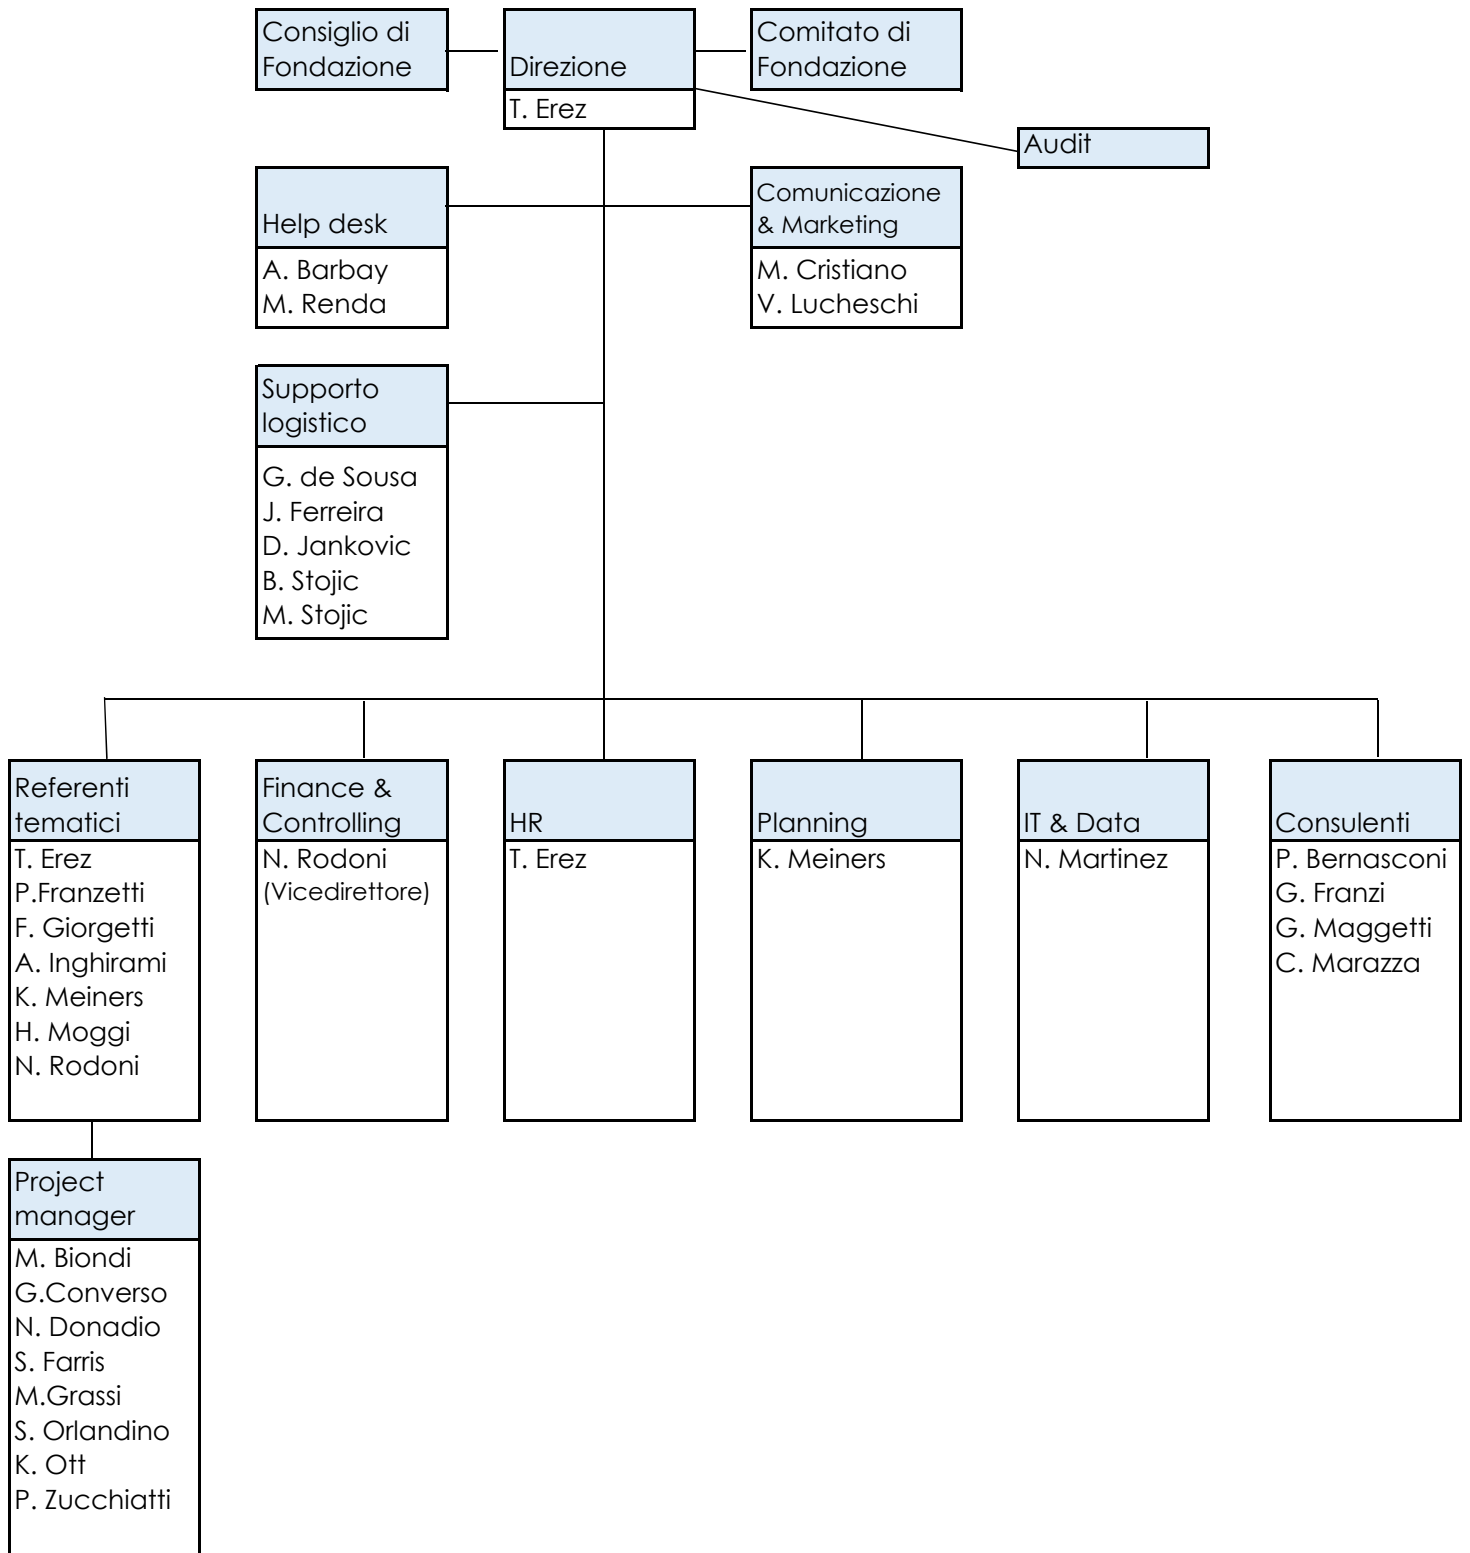 Consiglio di
Fondazione
Direzione
T. Erez
Comitato di
Fondazione
Audit
Help desk
A. Barbay
M. Renda
Comunicazione
& Marketing
M. Cristiano
V. Lucheschi
Supporto
logistico
G. de Sousa
J. Ferreira
D. Jankovic
B. Stojic
M. Stojic
Referenti
tematici
T. Erez
P.Franzetti
F. Giorgetti
A. Inghirami
K. Meiners
H. Moggi
N. Rodoni
Finance &
Controlling
N. Rodoni
(Vicedirettore)
HR
T. Erez
Planning
K. Meiners
IT & Data
N. Martinez
Consulenti
P. Bernasconi
G. Franzi
G. Maggetti
C. Marazza
Project
manager
M. Biondi
G.Converso
N. Donadio
S. Farris
M.Grassi
S. Orlandino
K. Ott
P. Zucchiatti